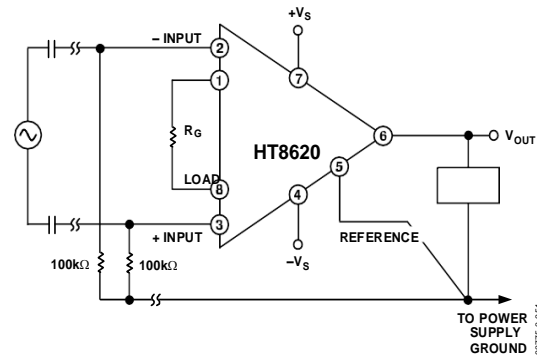 +VS
– INPUT
2
7
1
RG
6
VOUT
HT8620
5
LOAD
8
4
3
REFERENCE
+ INPUT
–VS
100kΩ
100kΩ
TO POWER
SUPPLY
GROUND